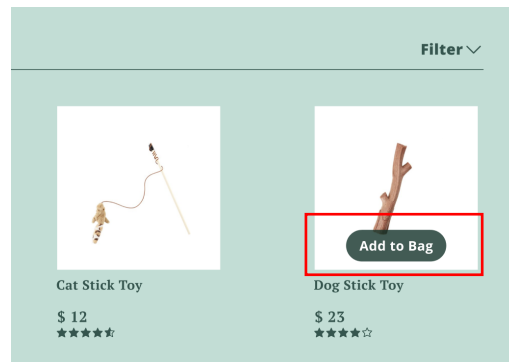 Filter
Add to Bag
Cat Stick Toy
Dog Stick Toy
$ 12
$ 23